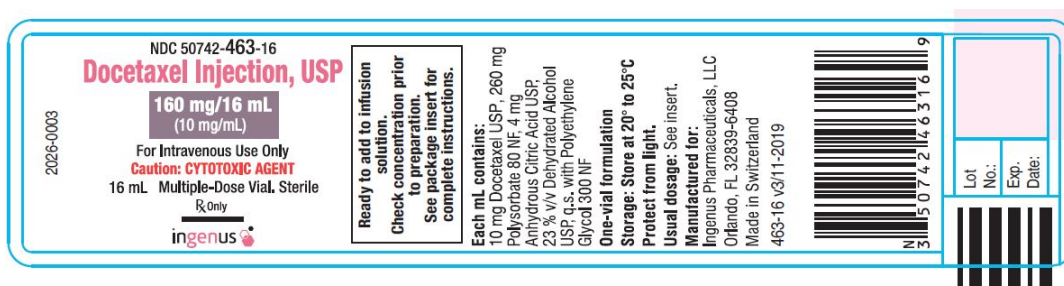 2026-0003
NDC 50742-463-16
Docetaxel Injection, USP
160 mg/16 mL
(10 mg/mL)
For Intravenous Use Only
Caution: CYTOTOXIC AGENT
16 mL Multiple-Dose Vial. Sterile
Rx Only
ingenus
Ready to add to infusion
solution.
Check concentration prior
to preparation.
See package insert for
complete instructions.
Each mL contains:
10 mg Docetaxel USP, 260 mg
Polysorbate 80 NF, 4 mg
Anhydrous Citric Acid USP,
23 % v/v Dehydrated Alcohol
USP, q.s. with Polyethylene
Glycol 300 NF
One-vial formulation
Storage: Store at 20° to 25°C
Protect from light.
Usual dosage: See insert.
Manufactured for:
Ingenus Pharmaceuticals, LLC
Orlando, FL 32839-6408
Made in Switzerland
463-16 v3/11-2019
N
3 50742 46316 9
Lot
No.:
Exp.
Date: